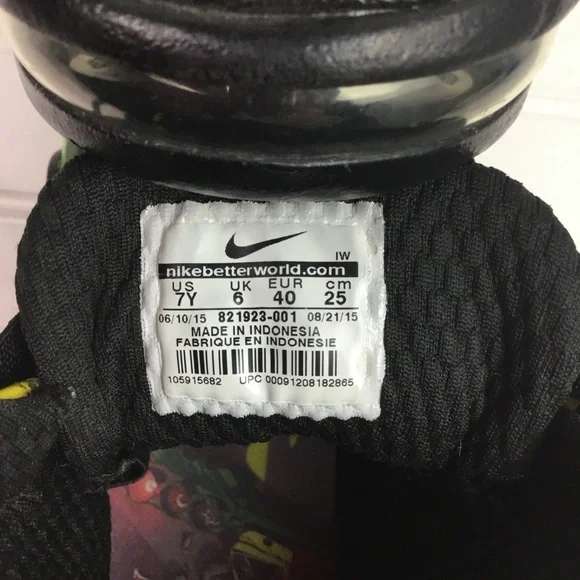 IW
nikebetterworld.com
US UK EUR cm
7Y 6 40 25
06/10/15 821923-001 08/21/15
MADE IN INDONESIA
FABRIQUE EN INDONESIE
105915682 UPC 00091208182865